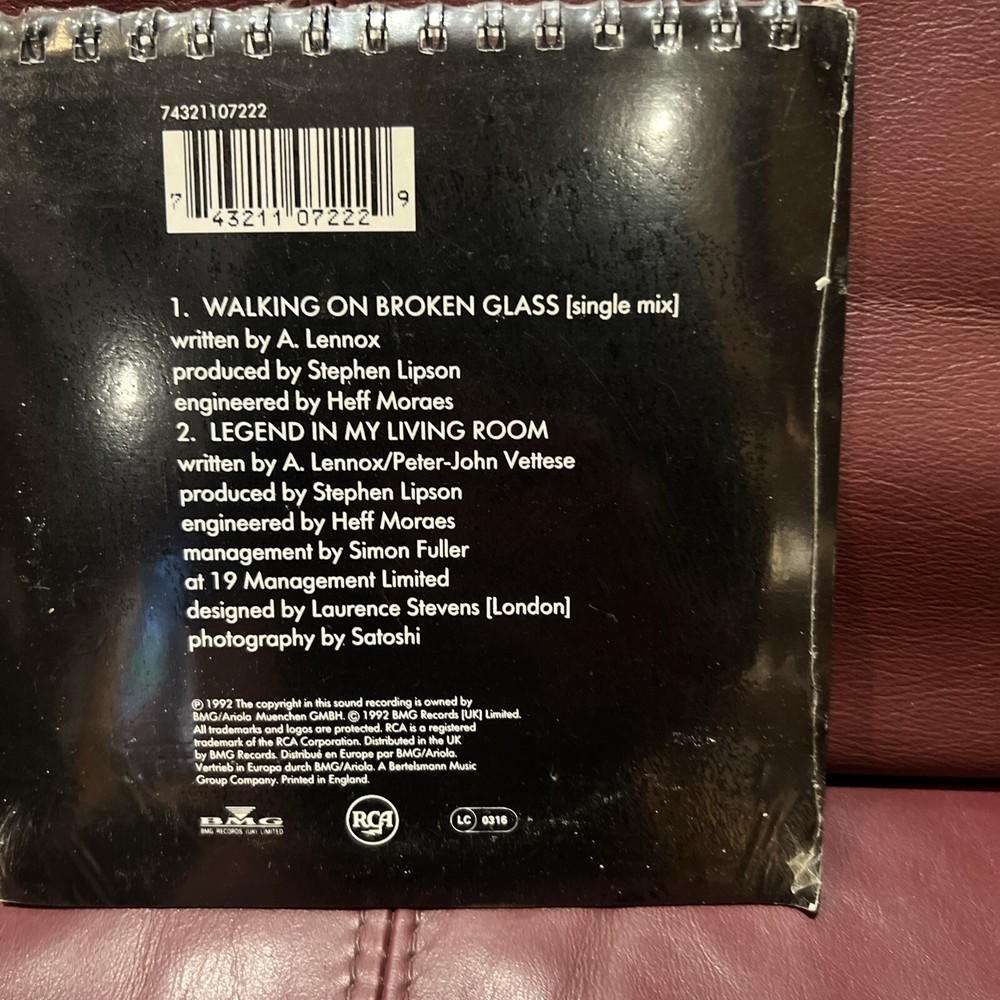 74321107222
7 43211 07222 9
1. WALKING ON BROKEN GLASS [single mix]
written by A. Lennox
produced by Stephen Lipson
engineered by Heff Moraes
2. LEGEND IN MY LIVING ROOM
written by A. Lennox/Peter-John Vettese
produced by Stephen Lipson
engineered by Heff Moraes
management by Simon Fuller
at 19 Management Limited
designed by Laurence Stevens [London]
photography by Satoshi
℗ 1992 The copyright in this sound recording is owned by
BMG/Ariola Muenchen GMBH. © 1992 BMG Records [UK] Limited.
All trademarks and logos are protected. RCA is a registered
trademark of the RCA Corporation. Distributed in the UK
by BMG Records. Distribué en Europe par BMG/Ariola.
Vertrieb in Europa durch BMG/Ariola. A Bertelsmann Music
Group Company. Printed in England.
BMG RCA LC 0316
BMG RECORDS (UK) LIMITED